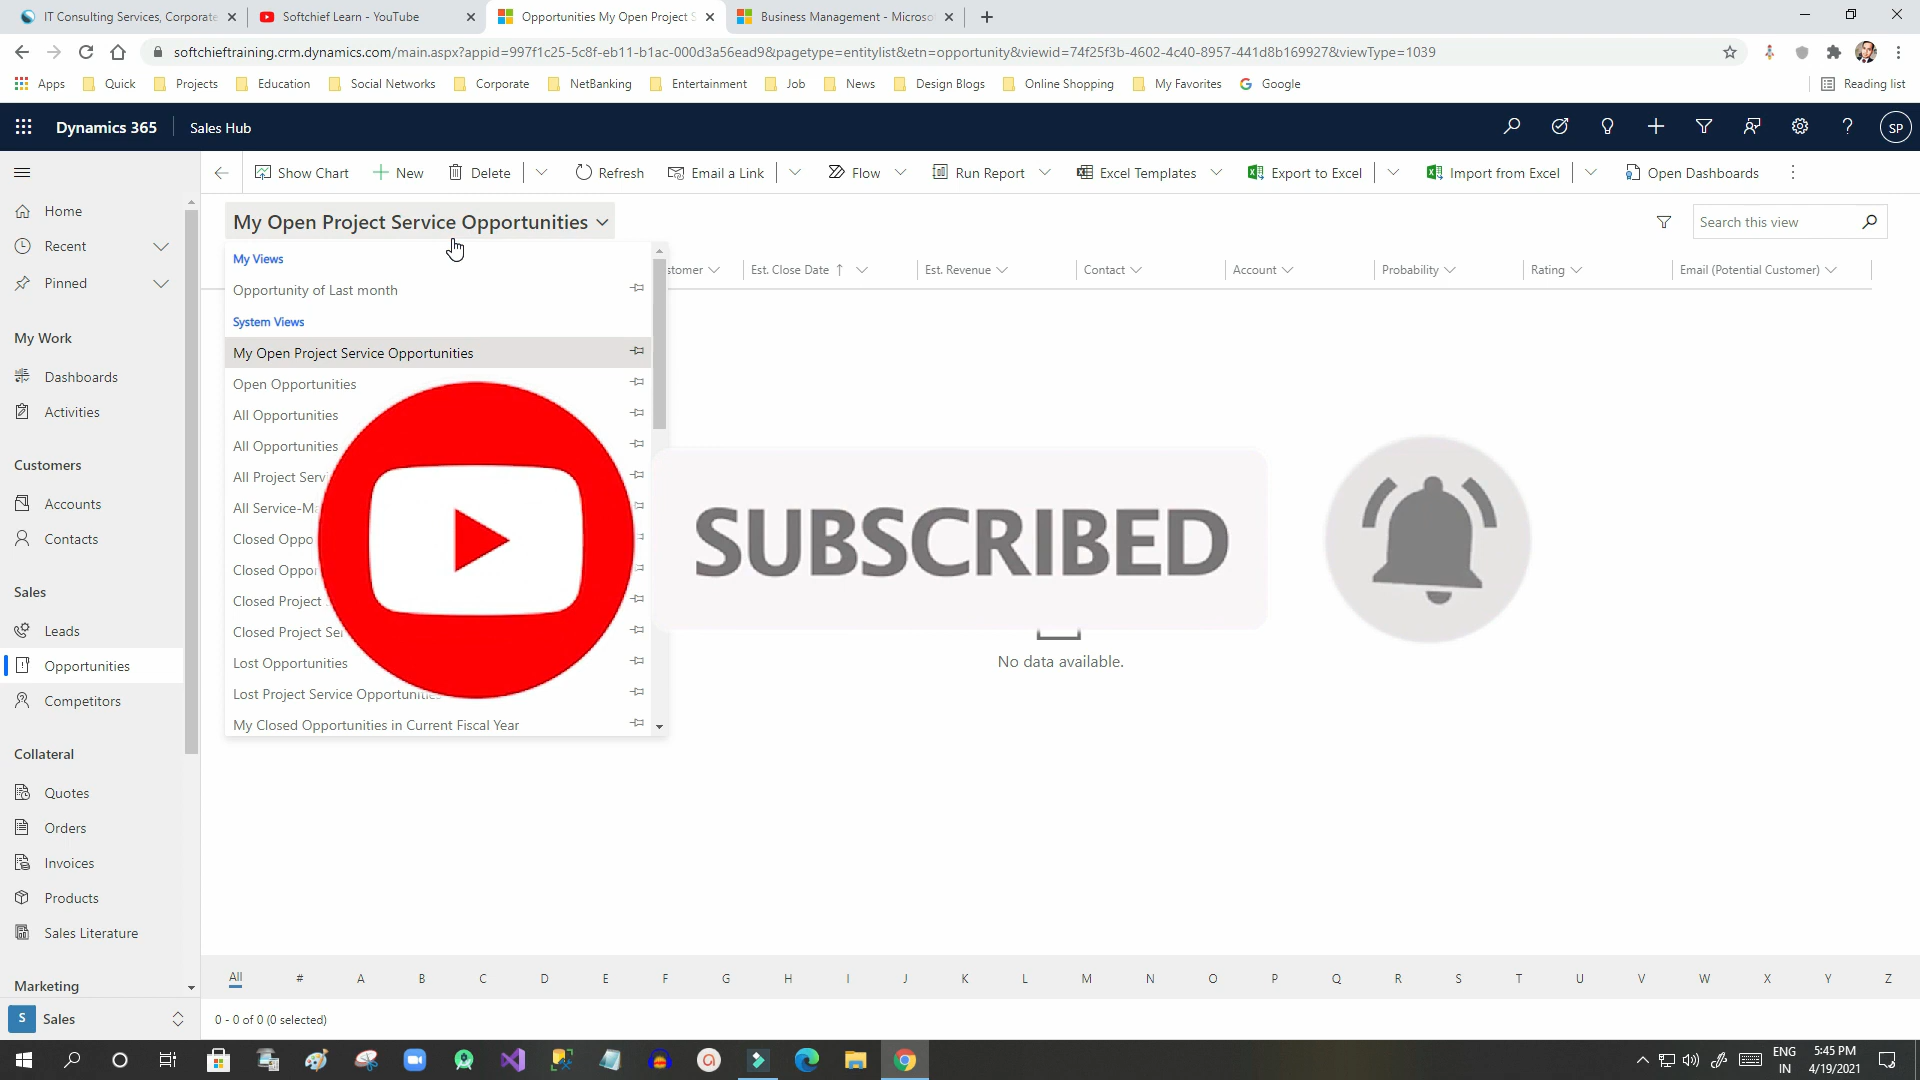 IT Consulting Services, Corporate
Softchief Learn - YouTube
Opportunities My Open Project S
Business Management - Microso
softchieftraining.crm.dynamics.com/main.aspx?appid=997f1c25-5c8f-eb11-b1ac-000d3a56ead9&pagetype=entitylist&etn=opportunity&viewid=74f25f3b-4602-4c40-8957-441d8b169927&viewType=1039
Apps Quick Projects Education Social Networks Corporate NetBanking Entertainment Job News Design Blogs Online Shopping My Favorites Google Reading list
Dynamics 365 Sales Hub SP
Show Chart New Delete Refresh Email a Link Flow Run Report Excel Templates Export to Excel Import from Excel Open Dashboards
Home
Recent
Pinned
My Work
Dashboards
Activities
Customers
Accounts
Contacts
Sales
Leads
Opportunities
Competitors
Collateral
Quotes
Orders
Invoices
Products
Sales Literature
Marketing
S Sales
My Open Project Service Opportunities
Search this view
stomer Est. Close Date Est. Revenue Contact Account Probability Rating Email (Potential Customer)
My Views
Opportunity of Last month
System Views
My Open Project Service Opportunities
Open Opportunities
All Opportunities
All Opportunities
All Project Serv
All Service-Ma
Closed Oppo
Closed Oppor
Closed Project
Closed Project Ser
Lost Opportunities
Lost Project Service Opportunitie
My Closed Opportunities in Current Fiscal Year
SUBSCRIBED
No data available.
All # A B C D E F G H I J K L M N O P Q R S T U V W X Y Z
0 - 0 of 0 (0 selected)
ENG
IN
5:45 PM
4/19/2021